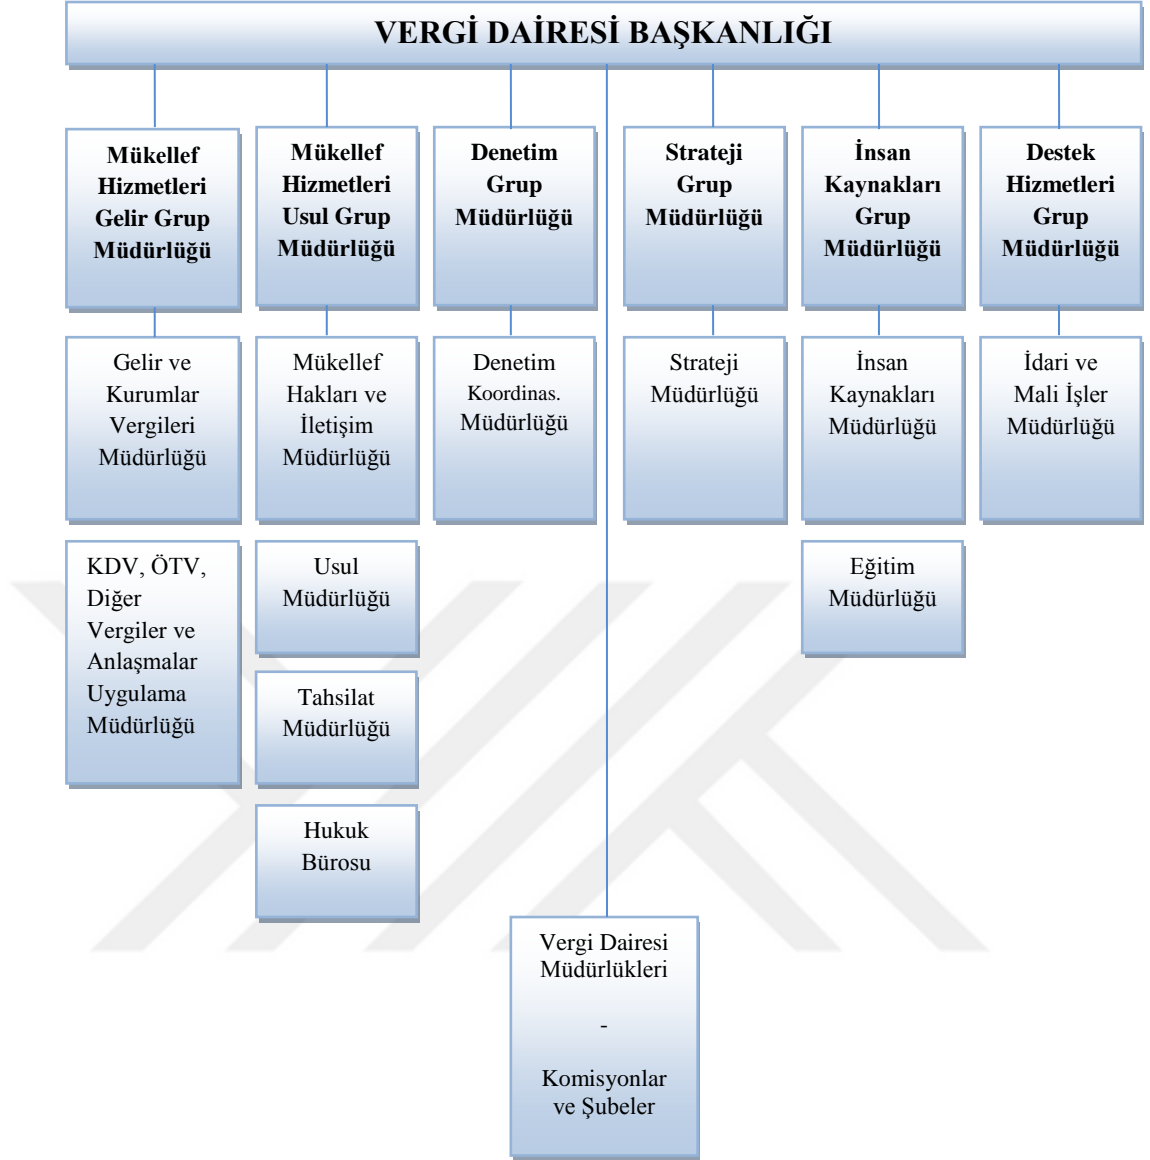 VERGİ DAİRESİ BAŞKANLIĞI
Mükellef
Hizmetleri
Gelir Grup
Müdürlüğü
Mükellef
Hizmetleri
Usul Grup
Müdürlüğü
Denetim
Grup
Müdürlüğü
Strateji
Grup
Müdürlüğü
İnsan
Kaynakları
Grup
Müdürlüğü
Destek
Hizmetleri
Grup
Müdürlüğü
Gelir ve
Kurumlar
Vergileri
Müdürlüğü
Mükellef
Hakları ve
İletişim
Müdürlüğü
Denetim
Koordinas.
Müdürlüğü
Strateji
Müdürlüğü
İnsan
Kaynakları
Müdürlüğü
İdari ve
Mali İşler
Müdürlüğü
KDV, ÖTV,
Diğer
Vergiler ve
Anlaşmalar
Uygulama
Müdürlüğü
Usul
Müdürlüğü
Eğitim
Müdürlüğü
Tahsilat
Müdürlüğü
Hukuk
Bürosu
Vergi Dairesi
Müdürlükleri
-
Komisyonlar
ve Şubeler